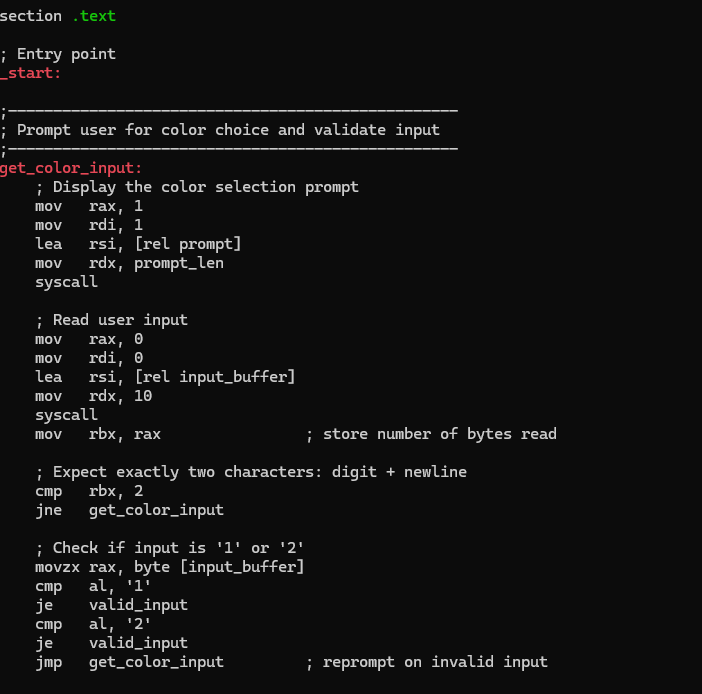 section .text
; Entry point
_start:
;--------------------------------------------------
; Prompt user for color choice and validate input
;--------------------------------------------------
get_color_input:
    ; Display the color selection prompt
    mov   rax, 1
    mov   rdi, 1
    lea   rsi, [rel prompt]
    mov   rdx, prompt_len
    syscall
    ; Read user input
    mov   rax, 0
    mov   rdi, 0
    lea   rsi, [rel input_buffer]
    mov   rdx, 10
    syscall
    mov   rbx, rax                ; store number of bytes read
    ; Expect exactly two characters: digit + newline
    cmp   rbx, 2
    jne   get_color_input
    ; Check if input is '1' or '2'
    movzx rax, byte [input_buffer]
    cmp   al, '1'
    je    valid_input
    cmp   al, '2'
    je    valid_input
    jmp   get_color_input         ; reprompt on invalid input